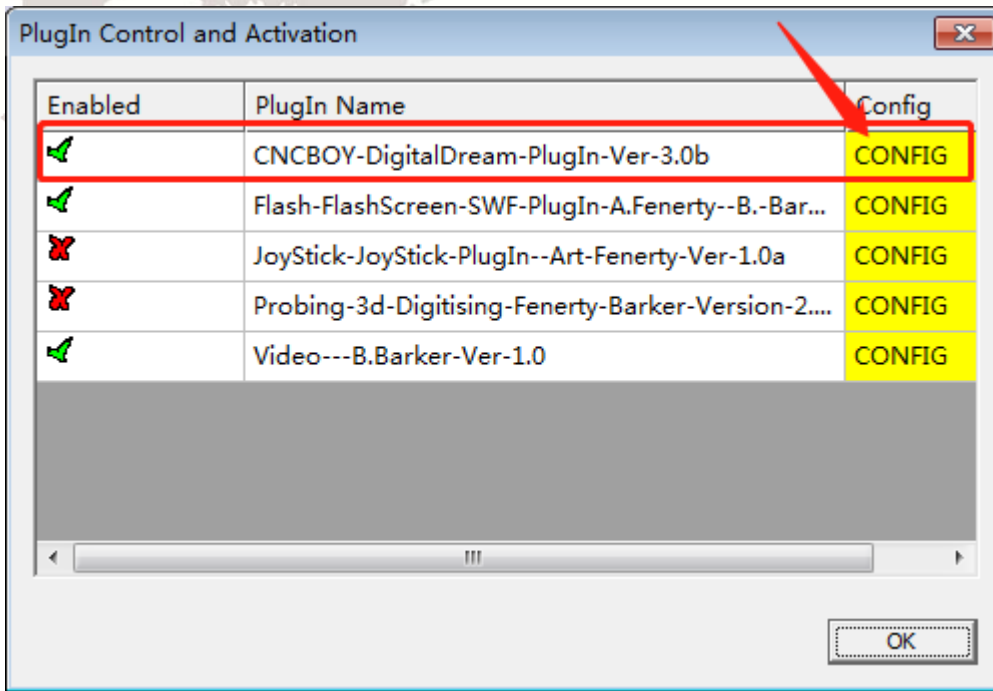 PlugIn Control and Activation
Enabled PlugIn Name Config
CNCBOY-DigitalDream-PlugIn-Ver-3.0b CONFIG
Flash-FlashScreen-SWF-PlugIn-A.Fenerty--B.-Bar... CONFIG
JoyStick-JoyStick-PlugIn--Art-Fenerty-Ver-1.0a CONFIG
Probing-3d-Digitising-Fenerty-Barker-Version-2.... CONFIG
Video---B.Barker-Ver-1.0 CONFIG
OK